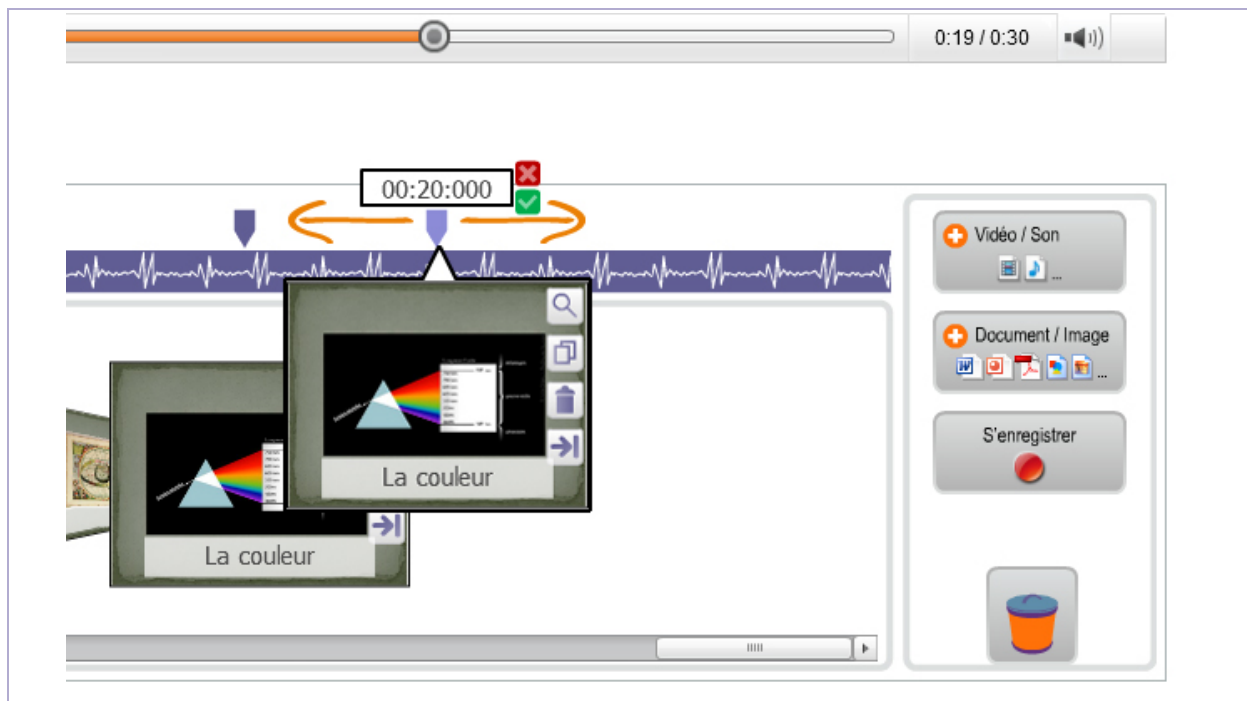 0:19 / 0:30
00:20:000
Vidéo / Son
...
Document / Image
...
S'enregistrer
La couleur
La couleur